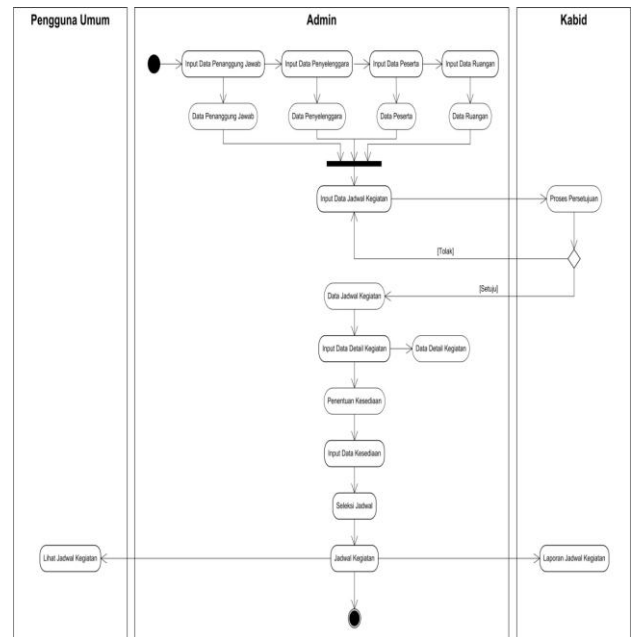 Pengguna Umum
Admin
Kabid
Input Data Penanggung Jawab
Input Data Penyelenggara
Input Data Peserta
Input Data Ruangan
Data Penanggung Jawab
Data Penyelenggara
Data Peserta
Data Ruangan
Input Data Jadwal Kegiatan
Proses Persetujuan
[Tolak]
[Setuju]
Data Jadwal Kegiatan
Input Data Detail Kegiatan
Data Detail Kegiatan
Penentuan Kesediaan
Input Data Kesediaan
Seleksi Jadwal
Lihat Jadwal Kegiatan
Jadwal Kegiatan
Laporan Jadwal Kegiatan